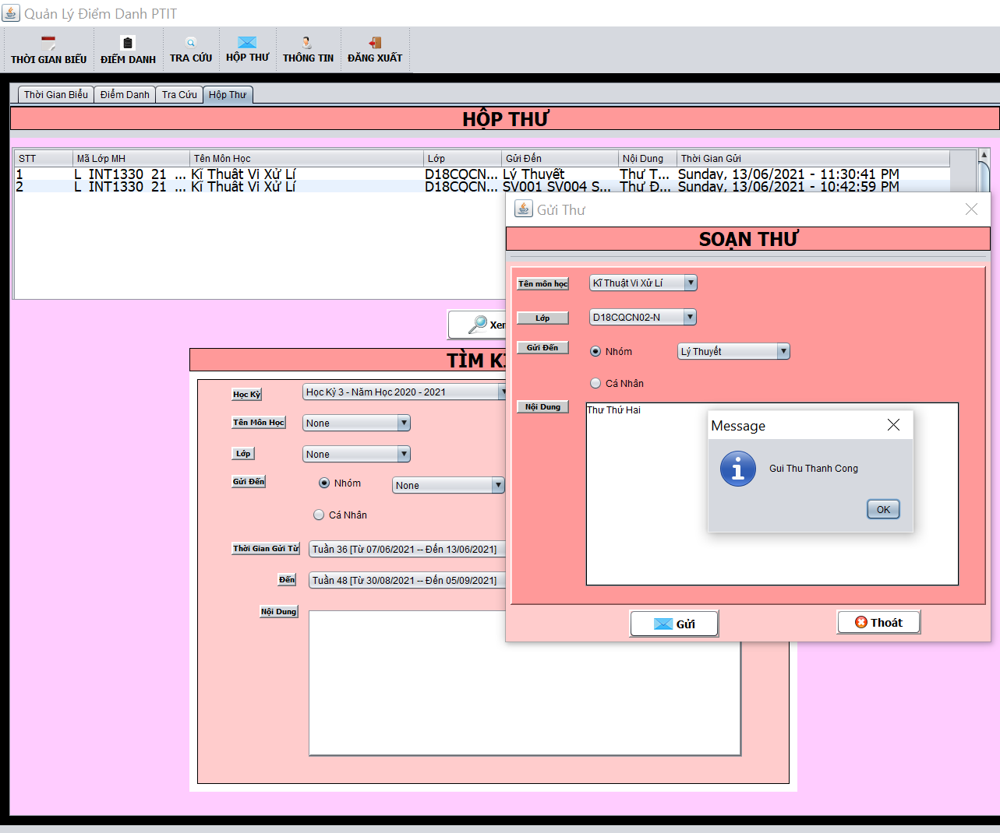 Quản Lý Điểm Danh PTIT
THỜI GIAN BIỂU ĐIỂM DANH TRA CỨU HỘP THƯ THÔNG TIN ĐĂNG XUẤT
Thời Gian Biểu Điểm Danh Tra Cứu Hộp Thư
HỘP THƯ
STT Mã Lớp MH Tên Môn Học Lớp Gửi Đến Nội Dung Thời Gian Gửi
1 L INT1330 21 ... Kĩ Thuật Vi Xử Lí D18CQCN... Lý Thuyết Thư T... Sunday, 13/06/2021 - 11:30:41 PM
2 L INT1330 21 ... Kĩ Thuật Vi Xử Lí D18CQCN... SV001 SV004 S... Thư Đ... Sunday, 13/06/2021 - 10:42:59 PM
Xem
TÌM KI
Học Kỳ Học Kỳ 3 - Năm Học 2020 - 2021
Tên Môn Học None
Lớp None
Gửi Đến Nhóm None
Cá Nhân
Thời Gian Gửi Từ Tuần 36 [Từ 07/06/2021 -- Đến 13/06/2021]
Đến Tuần 48 [Từ 30/08/2021 -- Đến 05/09/2021]
Nội Dung
Gửi Thư
SOẠN THƯ
Tên môn học Kĩ Thuật Vi Xử Lí
Lớp D18CQCN02-N
Gửi Đến Nhóm Lý Thuyết
Cá Nhân
Nội Dung Thư Thứ Hai
Message
Gui Thu Thanh Cong
OK
Gửi Thoát